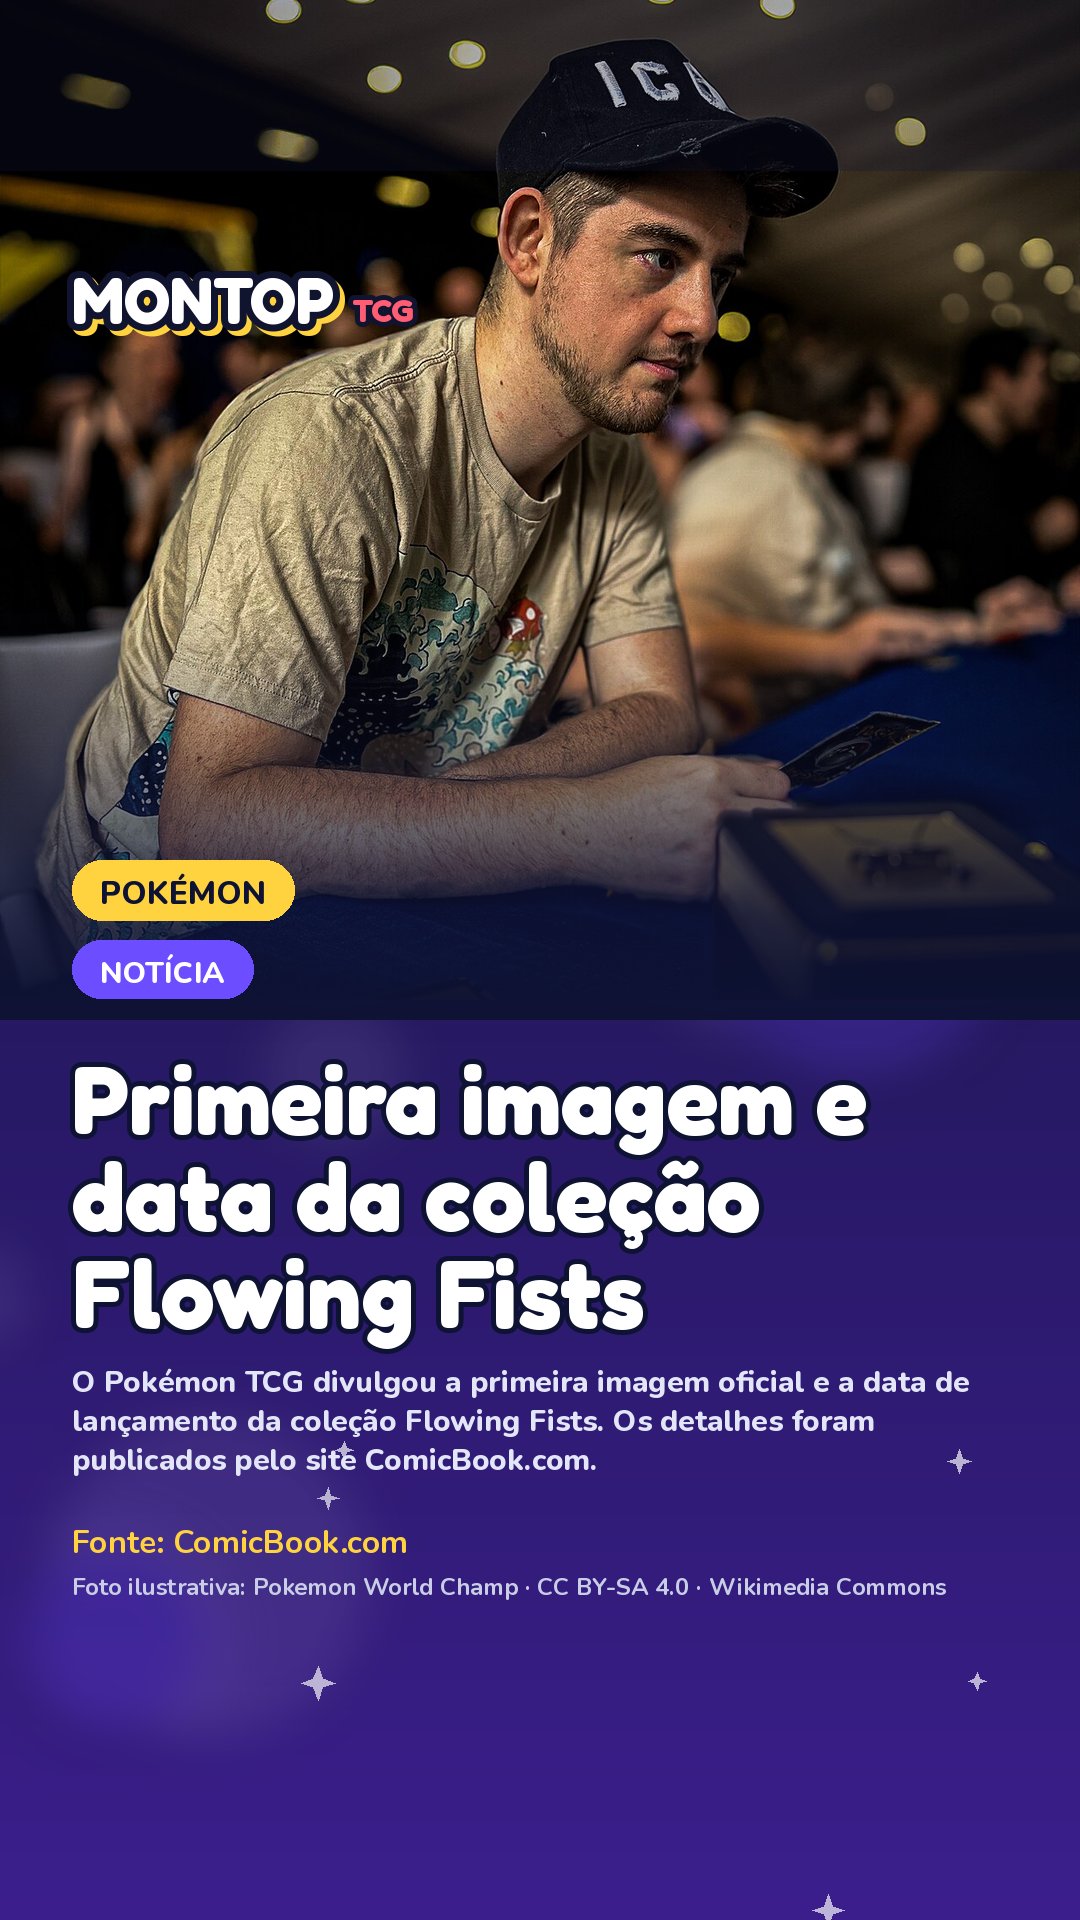 MONTOP TCG
POKÉMON
NOTÍCIA
Primeira imagem e
data da coleção
Flowing Fists
O Pokémon TCG divulgou a primeira imagem oficial e a data de
lançamento da coleção Flowing Fists. Os detalhes foram
publicados pelo site ComicBook.com.
Fonte: ComicBook.com
Foto ilustrativa: Pokemon World Champ · CC BY-SA 4.0 · Wikimedia Commons